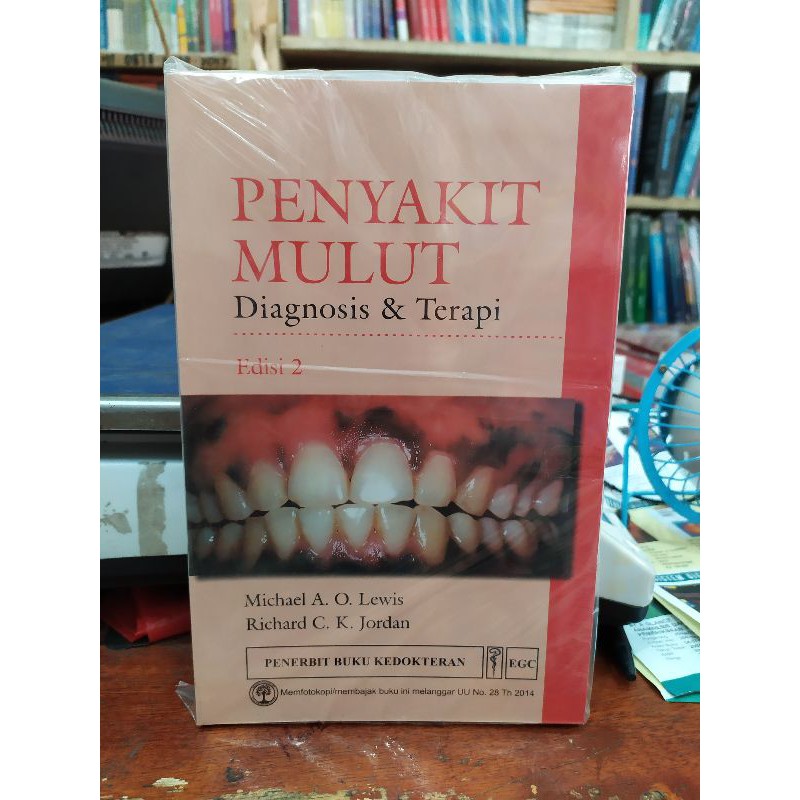 PENYAKIT
MULUT
Diagnosis & Terapi
Edisi 2
Michael A. O. Lewis
Richard C. K. Jordan
PENERBIT BUKU KEDOKTERAN
EGC
Memfotokopi/membajak buku ini melanggar UU No. 28 Th 2014